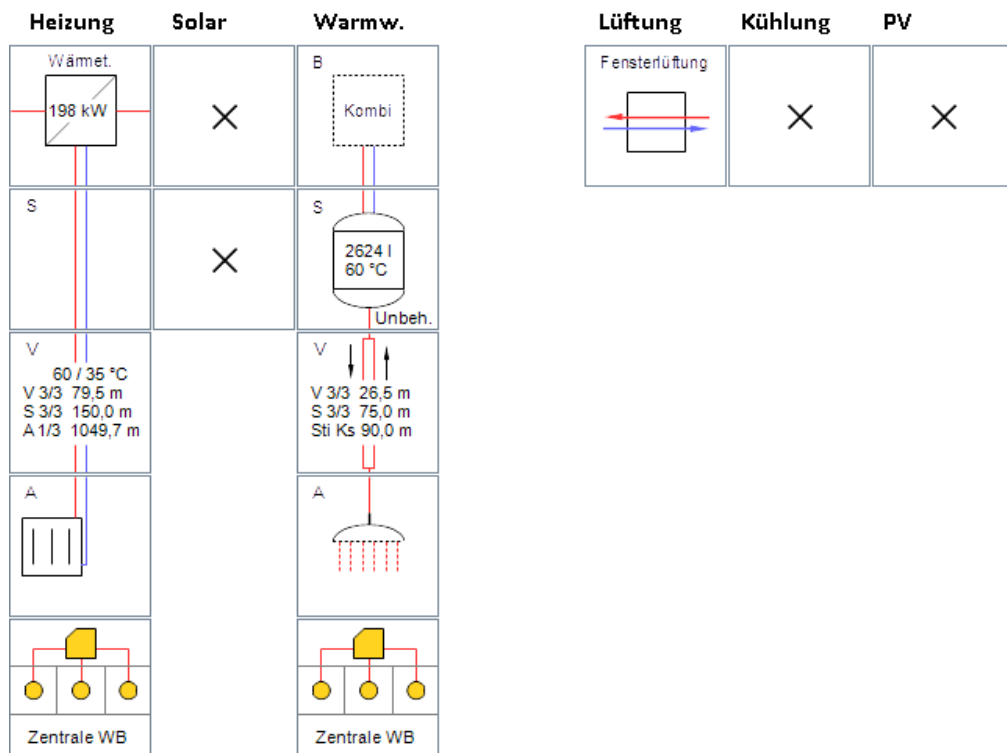 Heizung Solar Warmw. Lüftung Kühlung PV
Wärmet.
198 kW
B
Kombi
Fensterlüftung
S
S
2624 l
60 °C
Unbeh.
V
60 / 35 °C
V 3/3 79,5 m
S 3/3 150,0 m
A 1/3 1049,7 m
V
V 3/3 26,5 m
S 3/3 75,0 m
Sti Ks 90,0 m
A
A
Zentrale WB
Zentrale WB